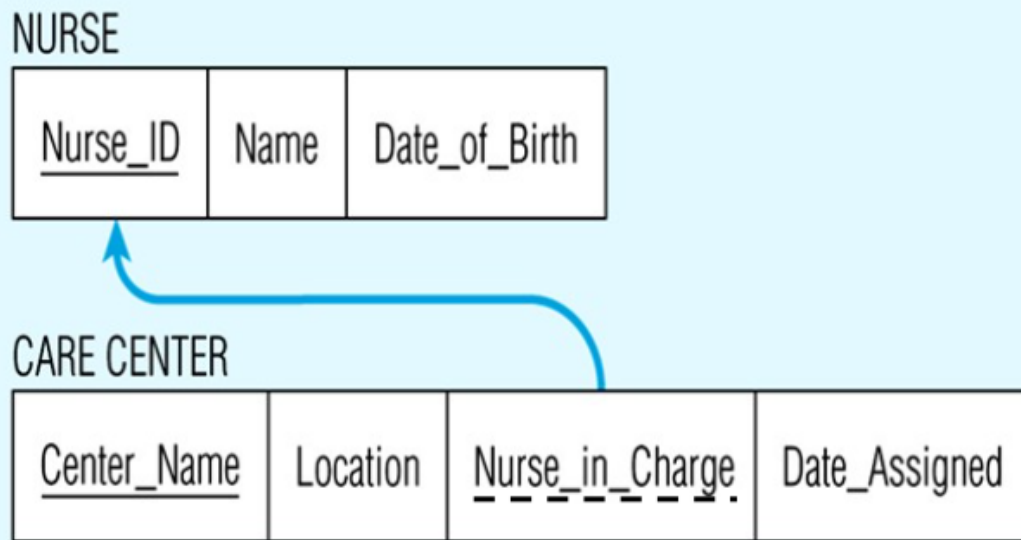 NURSE
Nurse_ID Name Date_of_Birth
CARE CENTER
Center_Name Location Nurse_in_Charge Date_Assigned